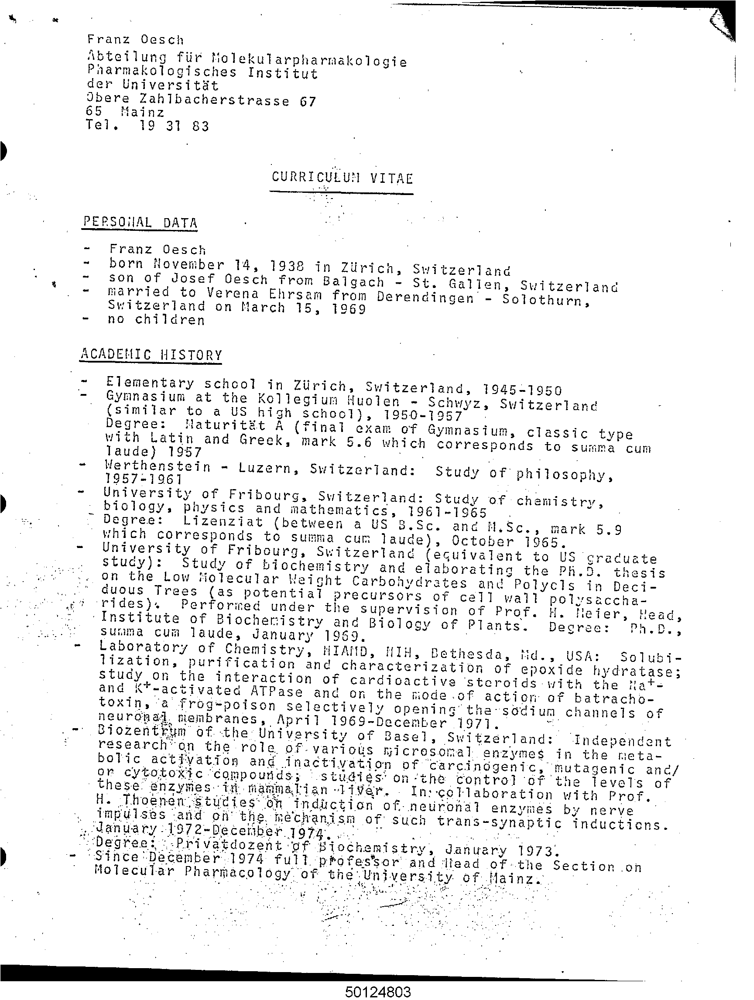 Franz Oesch
Abteilung für Molekularpharmakologie
Pharmakologisches Institut
der Universität
Obere Zahlbacherstrasse 67
65 Mainz
Tel. 19 31 83
CURRICULUM VITAE
PERSONAL DATA
- Franz Oesch
- born November 14, 1938 in Zürich, Switzerland
- son of Josef Oesch from Balgach - St. Gallen, Switzerland
- married to Verena Ehrsam from Derendingen - Solothurn,
Switzerland on March 15, 1969
- no children
ACADEMIC HISTORY
- Elementary school in Zürich, Switzerland, 1945-1950
- Gymnasium at the Kollegium Nuolen - Schwyz, Switzerland
(similar to a US high school), 1950-1957
Degree: Maturität A (final exam of Gymnasium, classic type
with Latin and Greek, mark 5.6 which corresponds to summa cum
laude) 1957
- Werthenstein - Luzern, Switzerland: Study of philosophy,
1957-1961
- University of Fribourg, Switzerland: Study of chemistry,
biology, physics and mathematics, 1961-1965
Degree: Lizenziat (between a US B.Sc. and M.Sc., mark 5.9
which corresponds to summa cum laude), October 1965.
- University of Fribourg, Switzerland (equivalent to US graduate
study): Study of biochemistry and elaborating the Ph.D. thesis
on the Low Molecular Weight Carbohydrates and Polycls in Deci-
duous Trees (as potential precursors of cell wall polysaccha-
rides). Performed under the supervision of Prof. H. Meier, Head,
Institute of Biochemistry and Biology of Plants. Degree: Ph.D.,
summa cum laude, January 1969.
- Laboratory of Chemistry, NIAMD, NIH, Bethesda, Md., USA: Solubi-
lization, purification and characterization of epoxide hydratase;
study on the interaction of cardioactive steroids with the Na+-
and K+-activated ATPase and on the mode of action of batracho-
toxin, a frog-poison selectively opening the sodium channels of
neuronal membranes, April 1969-December 1971.
- Biozentrum of the University of Basel, Switzerland: Independent
research on the role of various microsomal enzymes in the meta-
bolic activation and inactivation of carcinogenic, mutagenic and/
or cytotoxic compounds; studies on the control of the levels of
these enzymes in mammalian liver. In collaboration with Prof.
H. Thoenen studies on induction of neuronal enzymes by nerve
impulses and on the mechanism of such trans-synaptic inductions.
January 1972-December 1974.
Degree: Privatdozent of Biochemistry, January 1973.
- Since December 1974 full professor and Head of the Section on
Molecular Pharmacology of the University of Mainz.
50124803